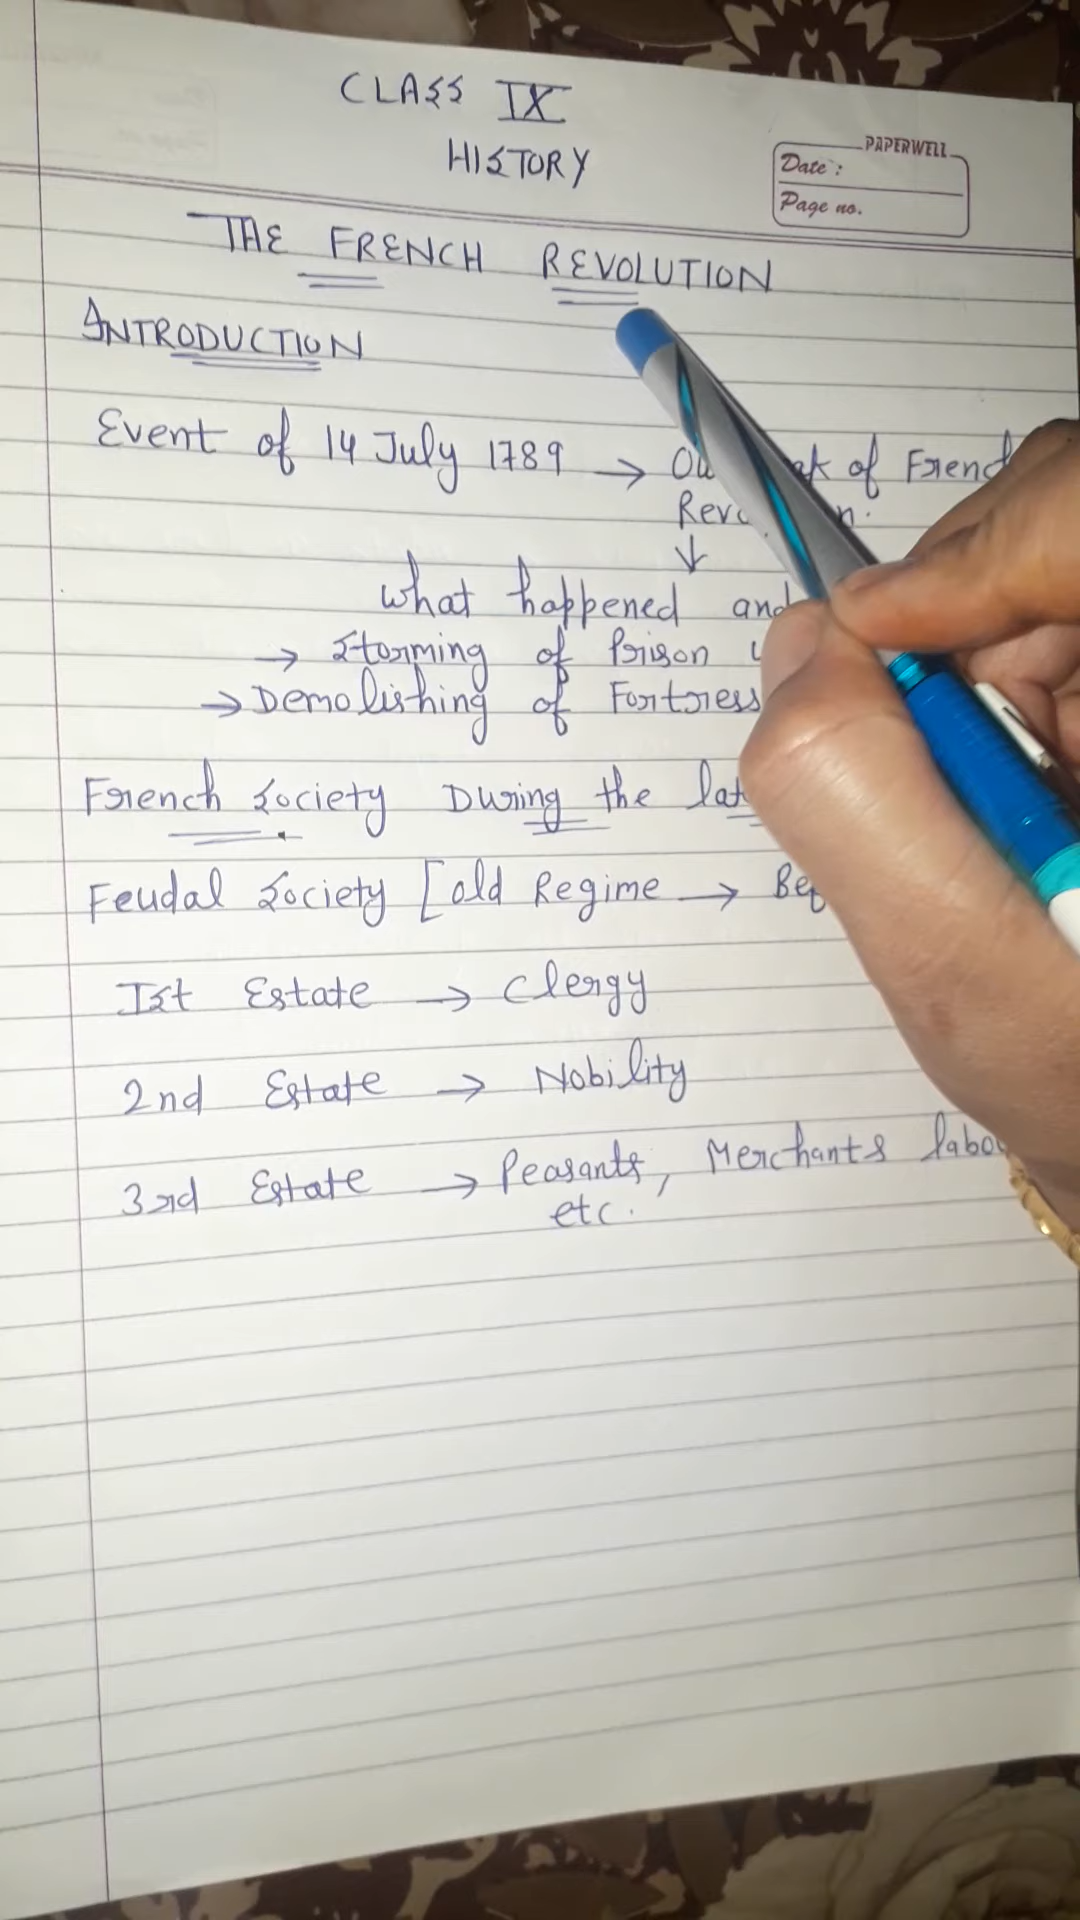 CLASS IX
HISTORY
PAPERWELL
Date :
Page no.
THE FRENCH REVOLUTION
INTRODUCTION
Event of 14 July 1789 → of French
↓
What happened and
→ Storming of Prison
→ Demolishing of Fortress
French Society During the
Feudal Society [old Regime →
Ist Estate → Clergy
2nd Estate → Nobility
3rd Estate → Peasants, Merchants
etc.